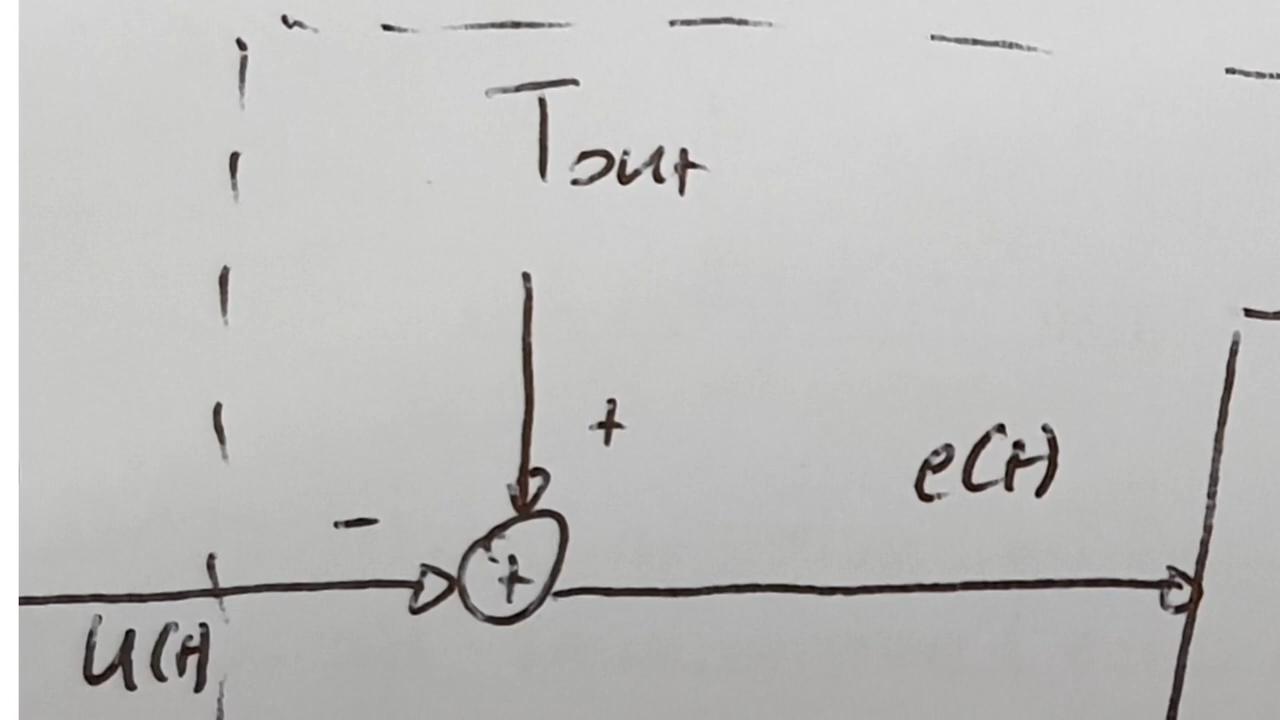 Tout
+
e(t)
-
+
u(t)